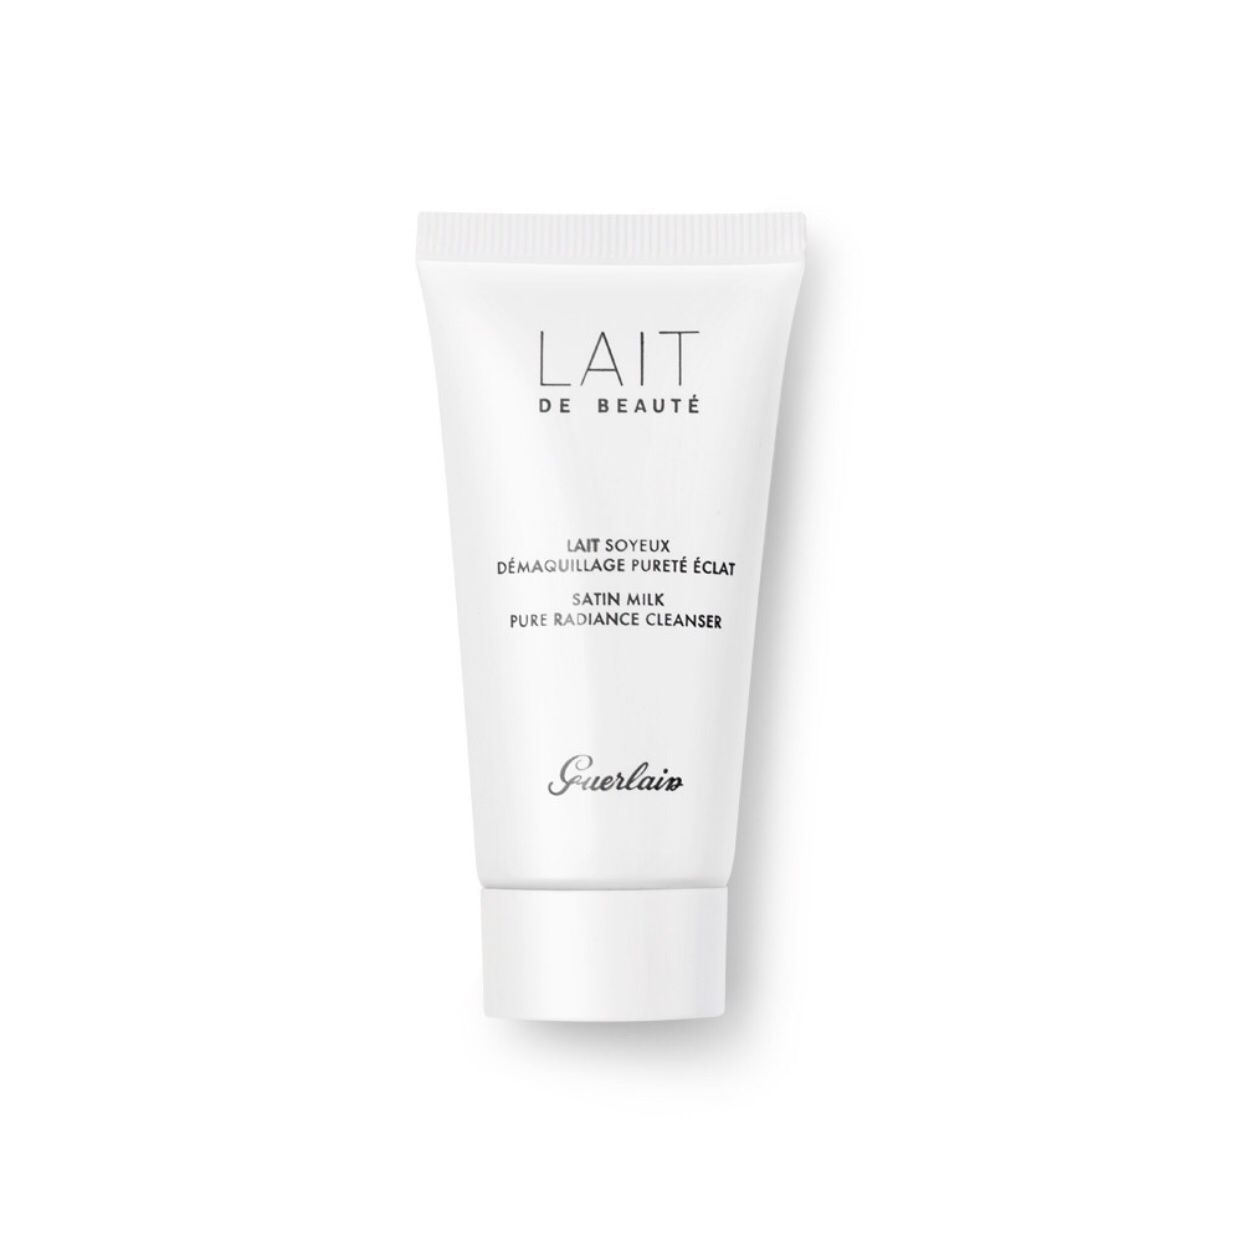 LAIT
DE BEAUTÉ
LAIT SOYEUX
DÉMAQUILLAGE PURETÉ ÉCLAT
SATIN MILK
PURE RADIANCE CLEANSER
Guerlain